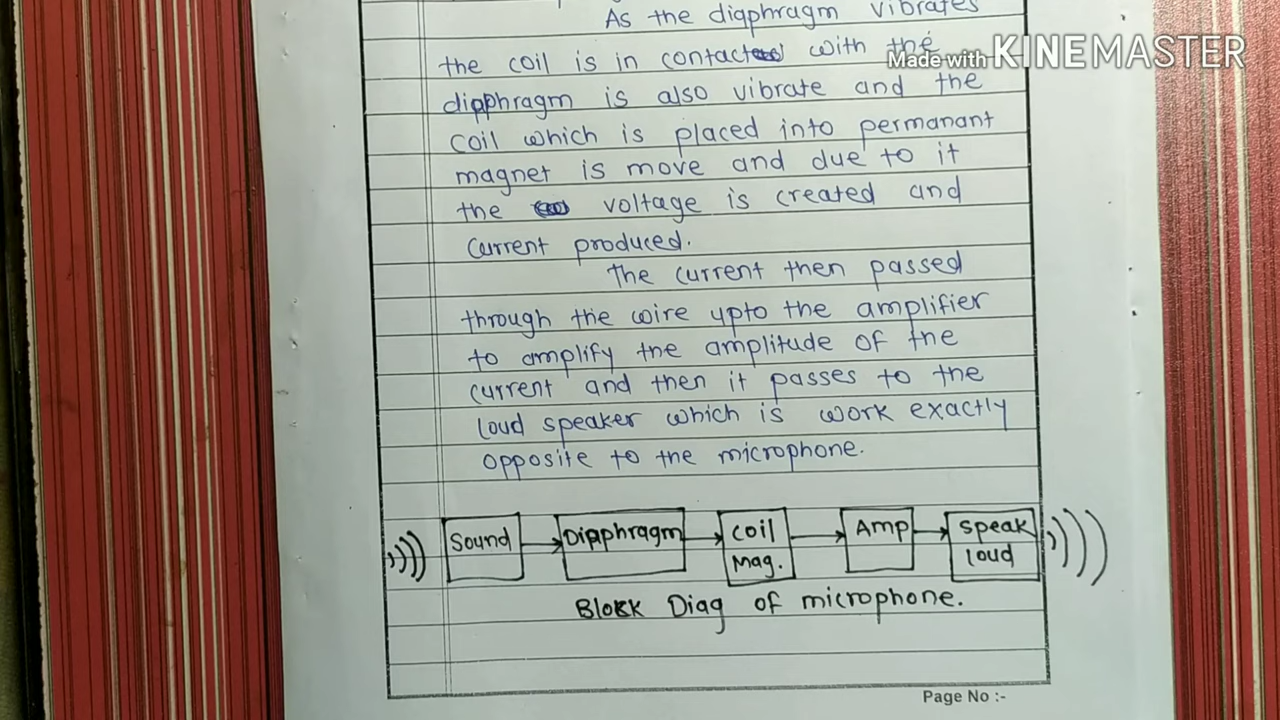 As the diaphragm vibrates
the coil is in contact with the
Made with KINEMASTER
diaphragm is also vibrate and the
coil which is placed into permanant
magnet is move and due to it
the voltage is created and
current produced.
The current then passed
through the wire upto the amplifier
to amplify the amplitude of the
current and then it passes to the
loud speaker which is work exactly
opposite to the microphone.
Sound Diaphragm coil Amp Speak
Mag. loud
Block Diag of microphone.
Page No :-